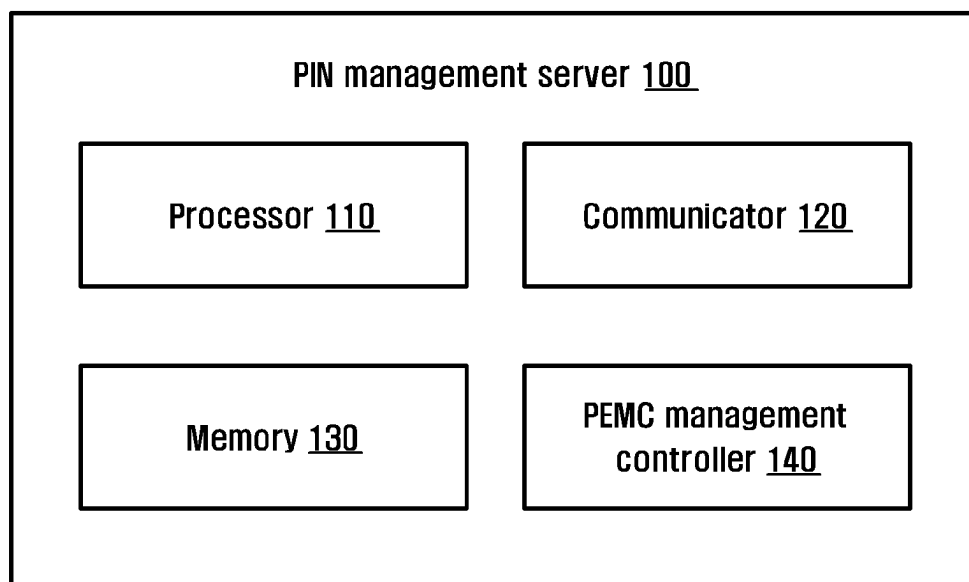 PIN management server 100
Processor 110
Communicator 120
Memory 130
PEMC management
controller 140